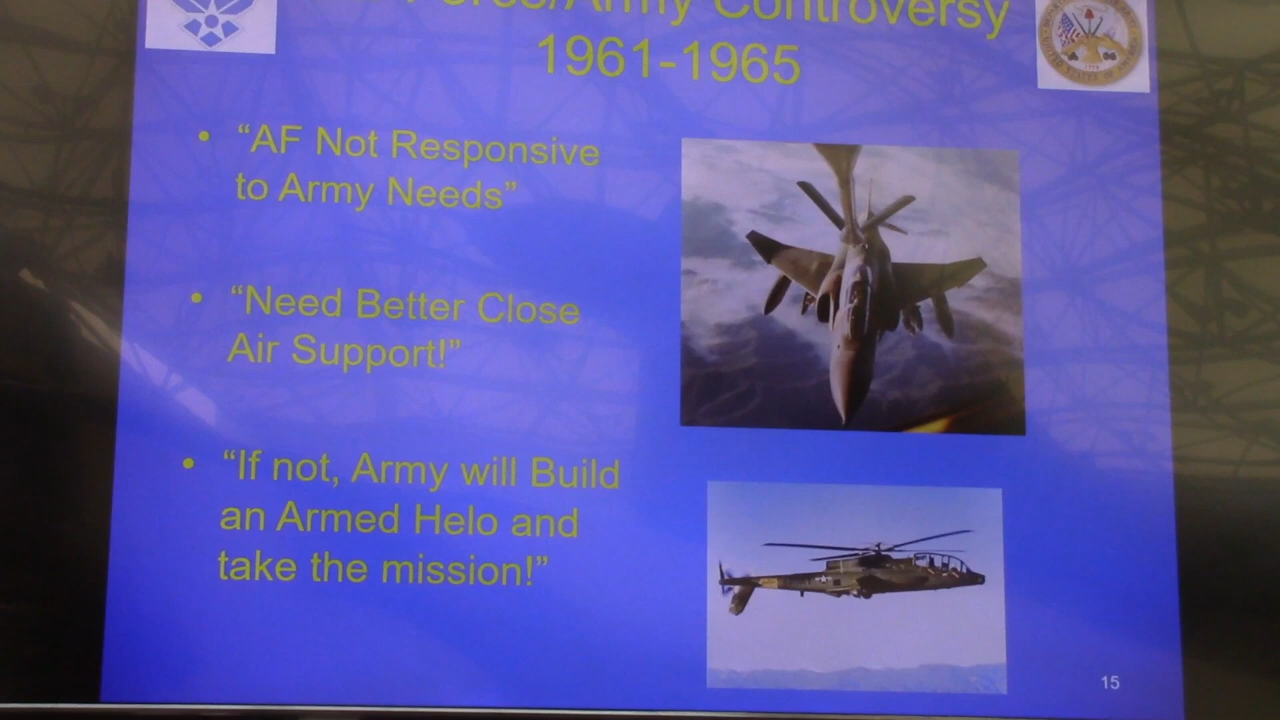 Force/Army Controversy
1961-1965
• “AF Not Responsive
to Army Needs”
• “Need Better Close
Air Support!”
• “If not, Army will Build
an Armed Helo and
take the mission!”
15